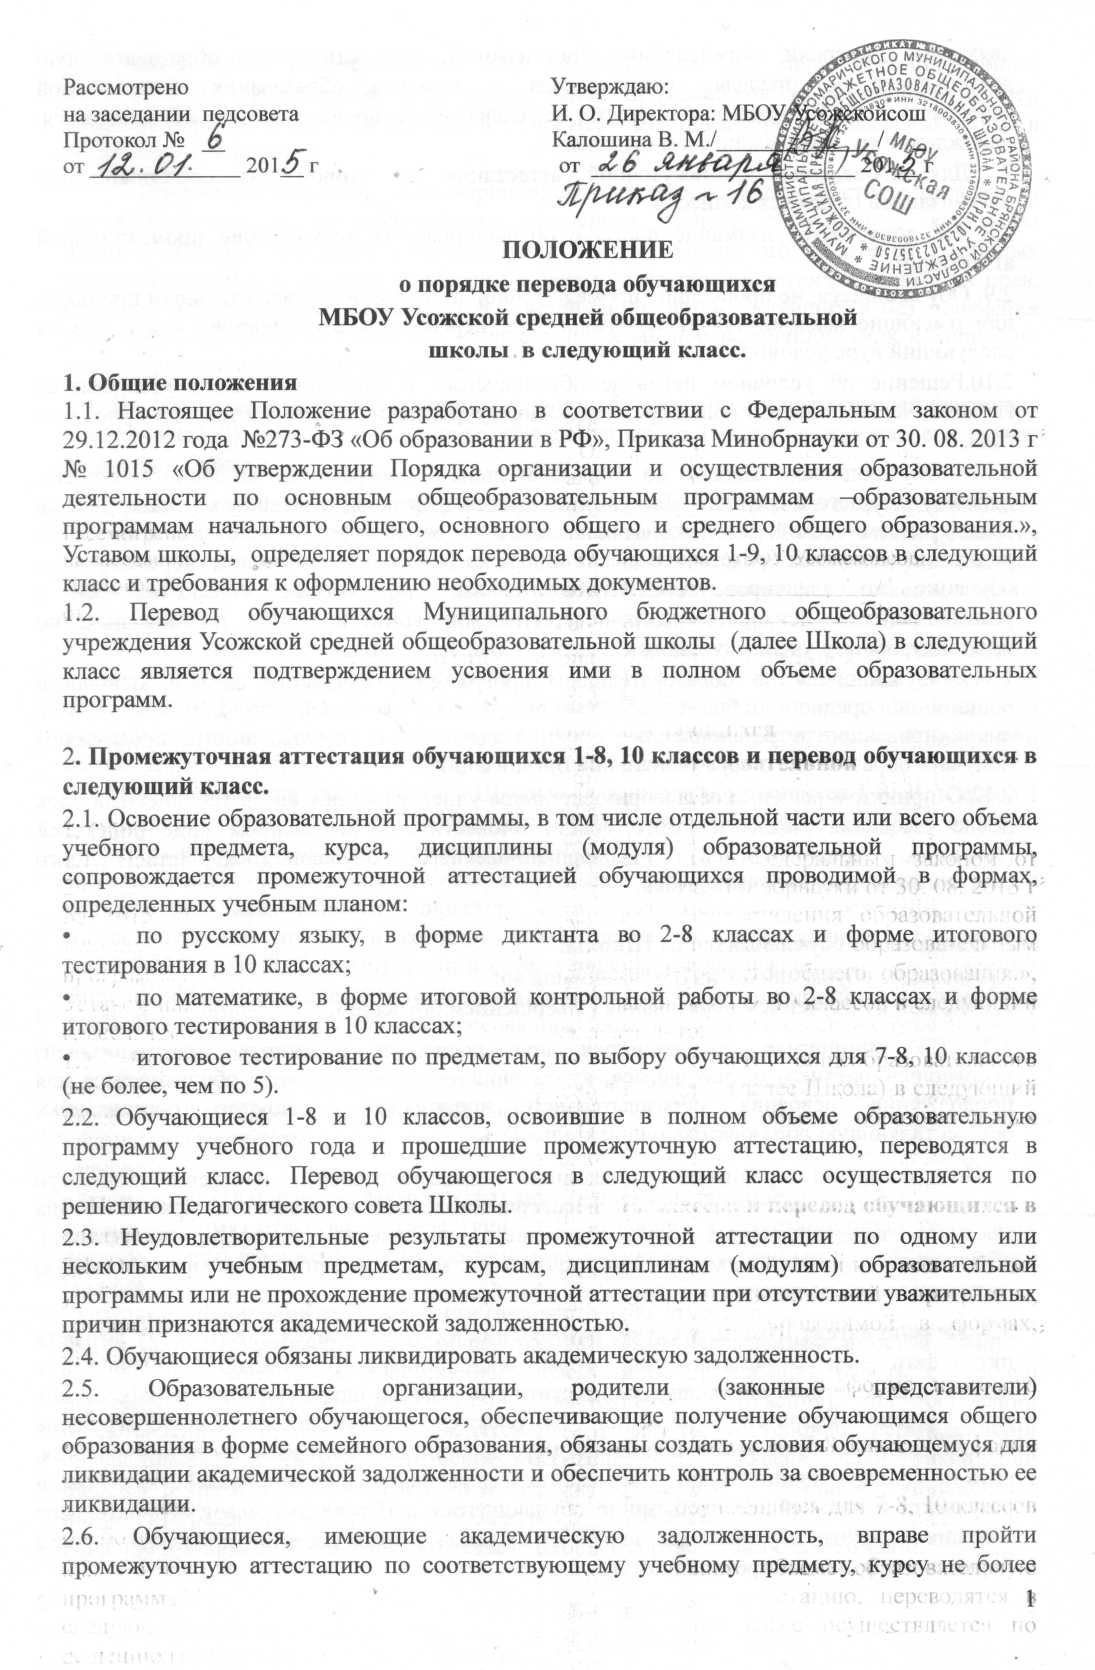 Рассмотрено
на заседании педсовета
Протокол № 6
от 12.01. 2015 г
Утверждаю:
И. О. Директора: МБОУ Усожскойсош
Калошина В. М./ /
от 26 января 2015 г
Приказ № 16
МБОУ
Усожская
СОШ
ПОЛОЖЕНИЕ
о порядке перевода обучающихся
МБОУ Усожской средней общеобразовательной
школы в следующий класс.
1. Общие положения
1.1. Настоящее Положение разработано в соответствии с Федеральным законом от
29.12.2012 года №273-ФЗ «Об образовании в РФ», Приказа Минобрнауки от 30. 08. 2013 г
№ 1015 «Об утверждении Порядка организации и осуществления образовательной
деятельности по основным общеобразовательным программам –образовательным
программам начального общего, основного общего и среднего общего образования.»,
Уставом школы, определяет порядок перевода обучающихся 1-9, 10 классов в следующий
класс и требования к оформлению необходимых документов.
1.2. Перевод обучающихся Муниципального бюджетного общеобразовательного
учреждения Усожской средней общеобразовательной школы (далее Школа) в следующий
класс является подтверждением усвоения ими в полном объеме образовательных
программ.
2. Промежуточная аттестация обучающихся 1-8, 10 классов и перевод обучающихся в
следующий класс.
2.1. Освоение образовательной программы, в том числе отдельной части или всего объема
учебного предмета, курса, дисциплины (модуля) образовательной программы,
сопровождается промежуточной аттестацией обучающихся проводимой в формах,
определенных учебным планом:
• по русскому языку, в форме диктанта во 2-8 классах и форме итогового
тестирования в 10 классах;
• по математике, в форме итоговой контрольной работы во 2-8 классах и форме
итогового тестирования в 10 классах;
• итоговое тестирование по предметам, по выбору обучающихся для 7-8, 10 классов
(не более, чем по 5).
2.2. Обучающиеся 1-8 и 10 классов, освоившие в полном объеме образовательную
программу учебного года и прошедшие промежуточную аттестацию, переводятся в
следующий класс. Перевод обучающегося в следующий класс осуществляется по
решению Педагогического совета Школы.
2.3. Неудовлетворительные результаты промежуточной аттестации по одному или
нескольким учебным предметам, курсам, дисциплинам (модулям) образовательной
программы или не прохождение промежуточной аттестации при отсутствии уважительных
причин признаются академической задолженностью.
2.4. Обучающиеся обязаны ликвидировать академическую задолженность.
2.5. Образовательные организации, родители (законные представители)
несовершеннолетнего обучающегося, обеспечивающие получение обучающимся общего
образования в форме семейного образования, обязаны создать условия обучающемуся для
ликвидации академической задолженности и обеспечить контроль за своевременностью ее
ликвидации.
2.6. Обучающиеся, имеющие академическую задолженность, вправе пройти
промежуточную аттестацию по соответствующему учебному предмету, курсу не более
1